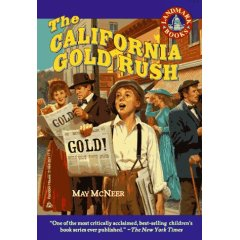 The
CALIFORNIA
GOLD RUSH
LANDMARK
BOOKS
GOLD!
GOLD!
MAY MCNEER
"One of the most critically acclaimed, best-selling children's
book series ever published." —The New York Times